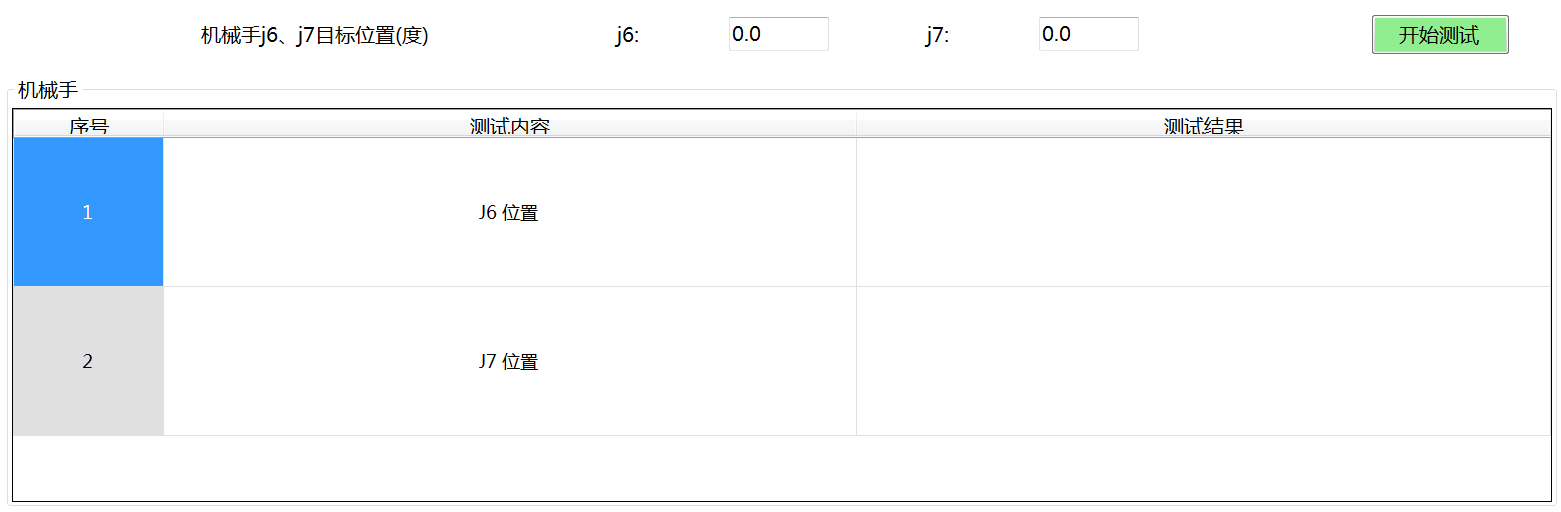 机械手j6、j7目标位置(度) j6: 0.0 j7: 0.0 开始测试
机械手
序号 测试内容 测试结果
1 J6 位置
2 J7 位置